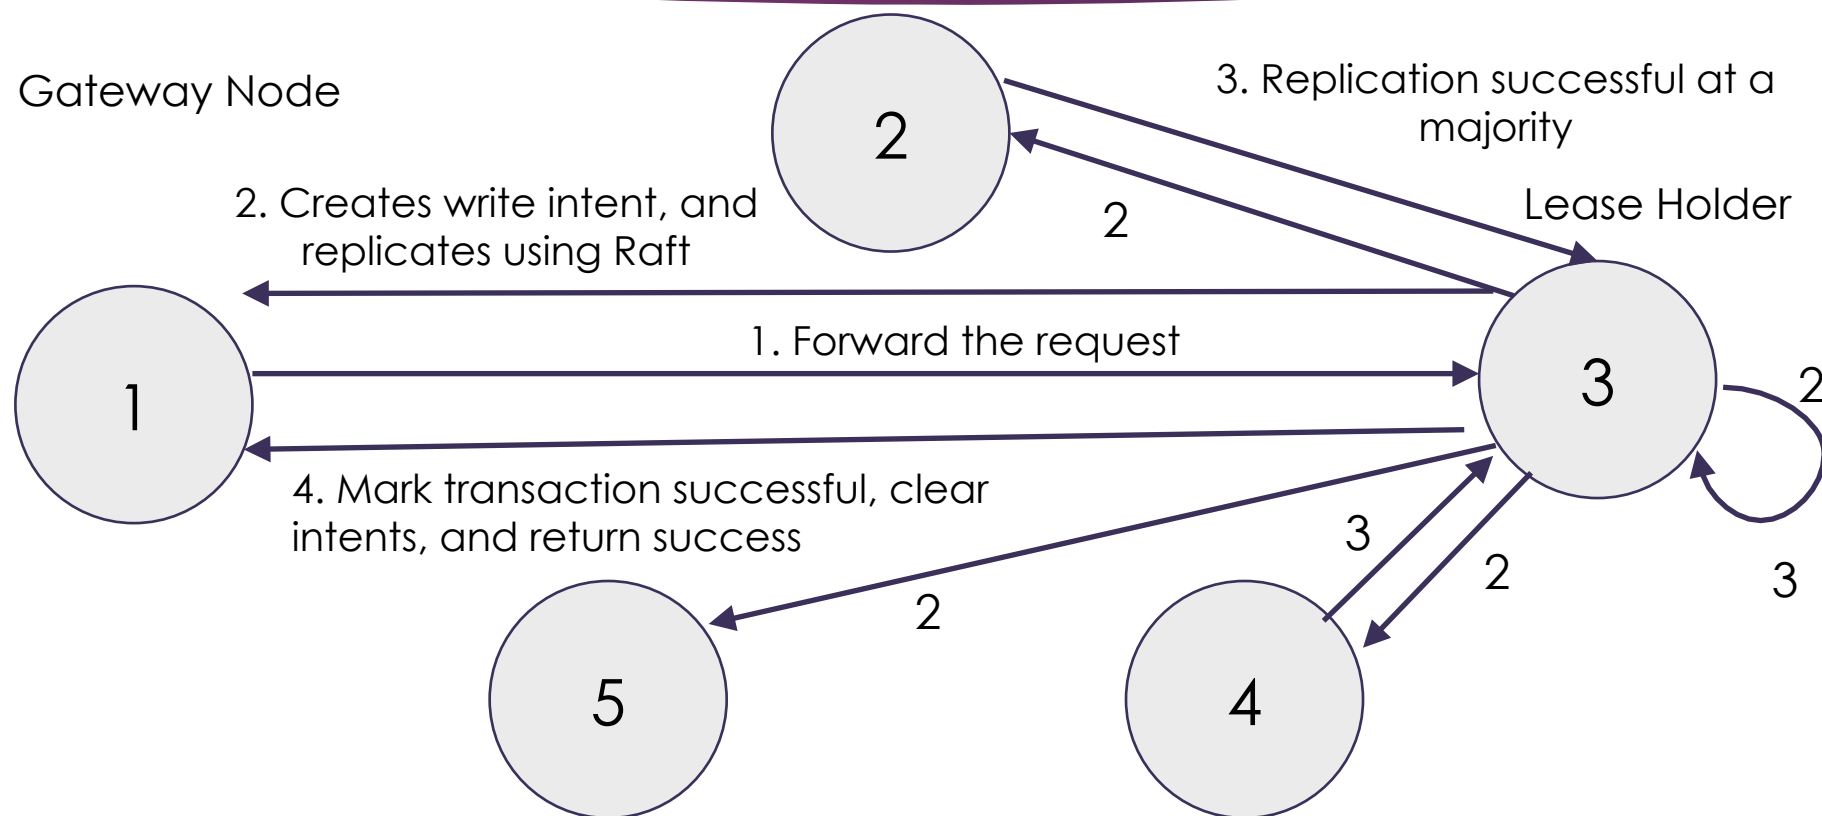 Gateway Node
2
3. Replication successful at a
majority
2. Creates write intent, and
replicates using Raft
2
Lease Holder
1. Forward the request
1
3
2
4. Mark transaction successful, clear
intents, and return success
3
2
3
2
5
4